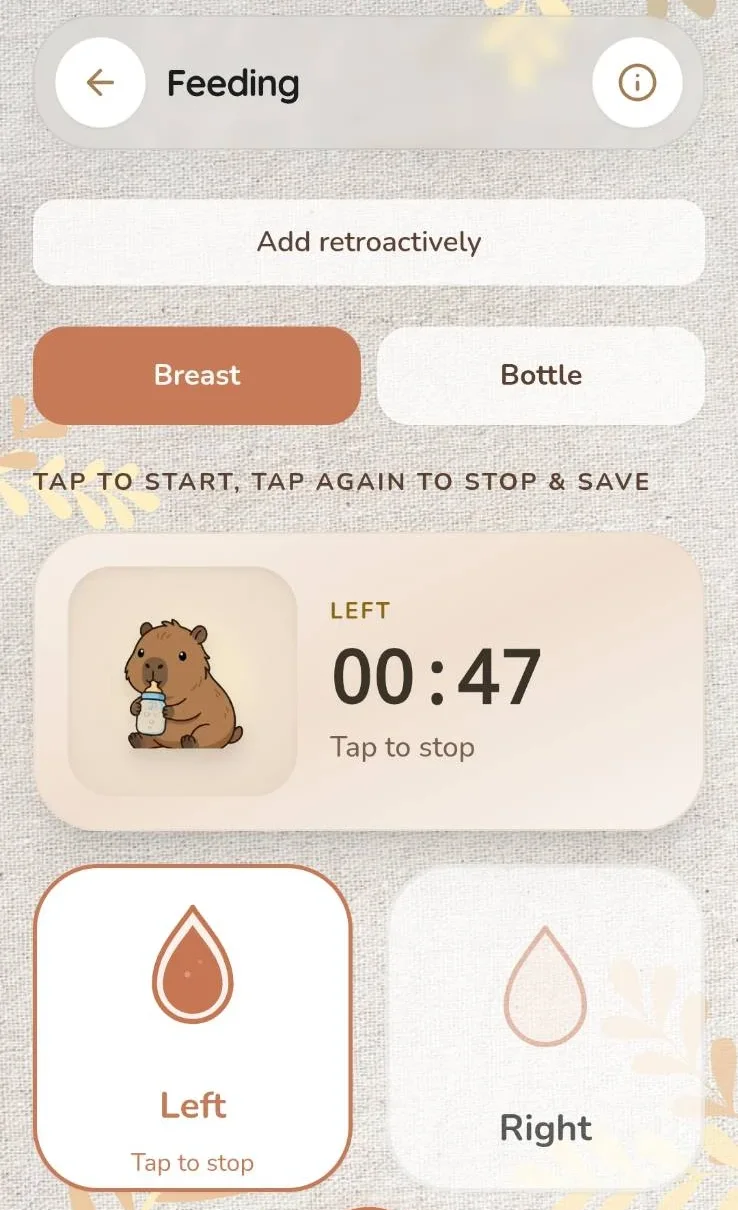 Feeding
Add retroactively
Breast
Bottle
TAP TO START, TAP AGAIN TO STOP & SAVE
LEFT
00:47
Tap to stop
Left
Tap to stop
Right